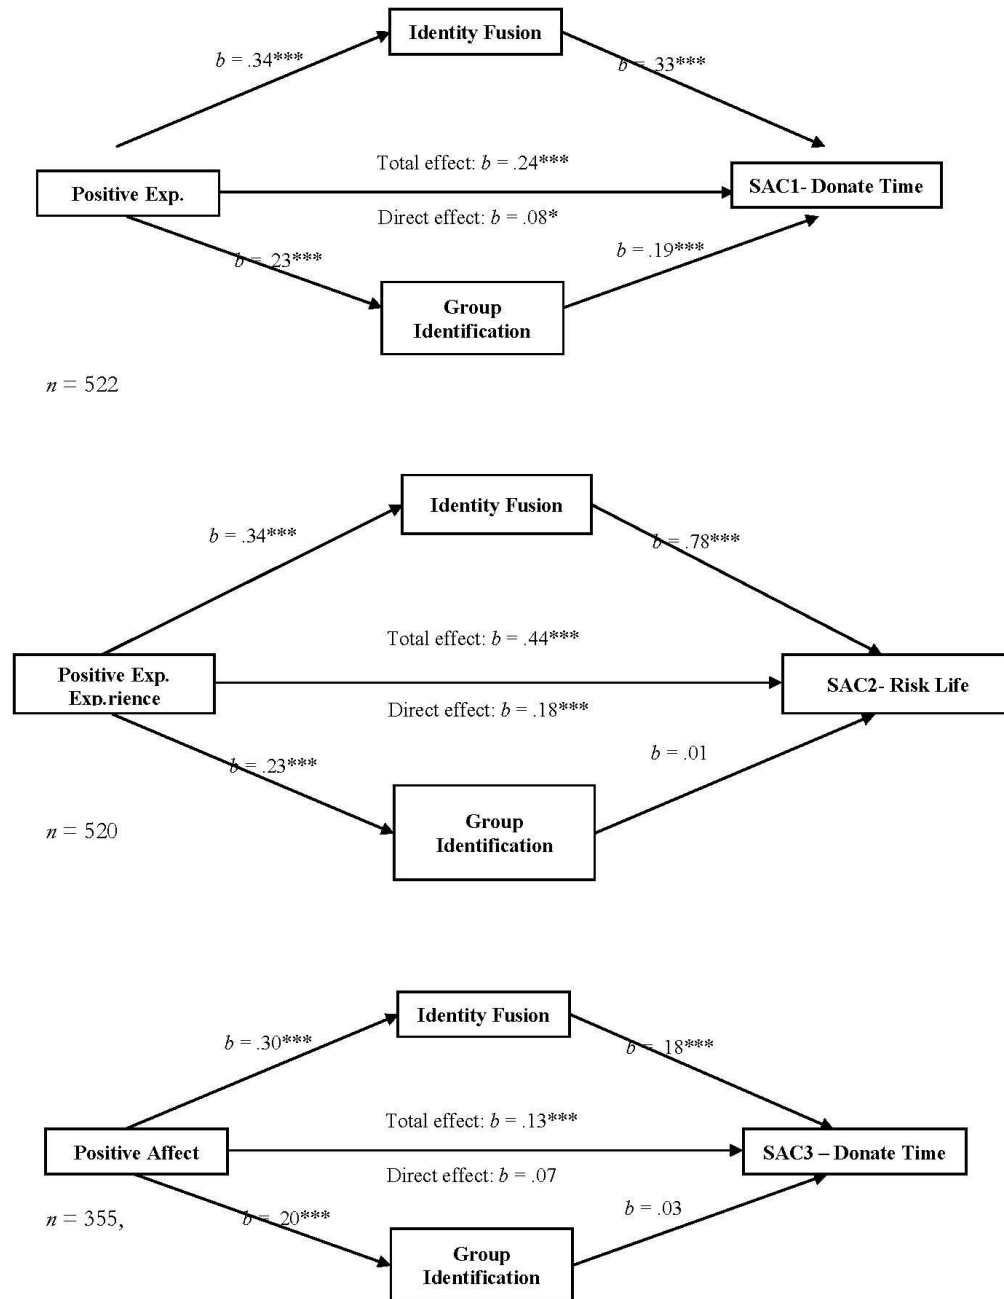 Identity Fusion
b = .34***
b = .33***
Total effect: b = .24***
Positive Exp.
SAC1- Donate Time
Direct effect: b = .08*
b = .23***
b = .19***
Group
Identification
n = 522
Identity Fusion
b = .34***
b = .78***
Total effect: b = .44***
Positive Exp.
Exp.rience
SAC2- Risk Life
Direct effect: b = .18***
b = .23***
b = .01
Group
Identification
n = 520
Identity Fusion
b = .30***
b = .18***
Total effect: b = .13***
Positive Affect
SAC3 – Donate Time
Direct effect: b = .07
b = .20***
b = .03
n = 355,
Group
Identification